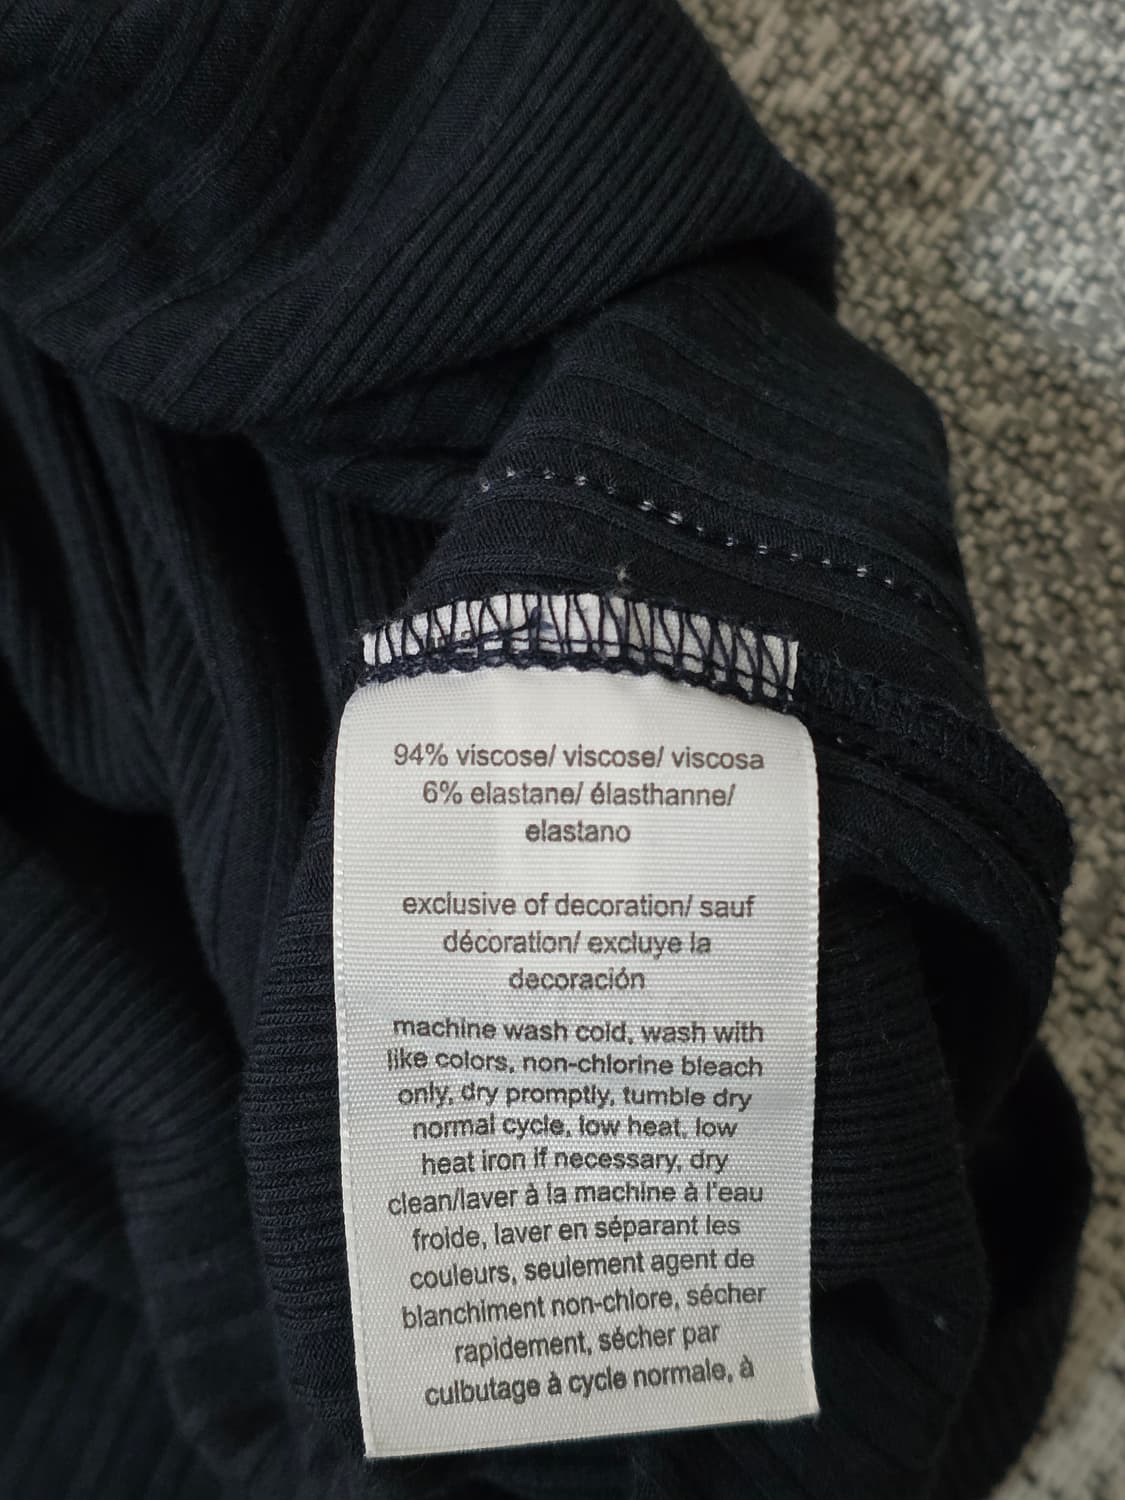 94% viscose/ viscose/ viscosa
6% elastane/ élasthanne/
elastano
exclusive of decoration/ sauf
décoration/ excluye la
decoración
machine wash cold, wash with
like colors, non-chlorine bleach
only, dry promptly, tumble dry
normal cycle, low heat, low
heat iron if necessary, dry
clean/laver à la machine à l'eau
froide, laver en séparant les
couleurs, seulement agent de
blanchiment non-chlore, sécher
rapidement, sécher par
culbutage à cycle normale, à